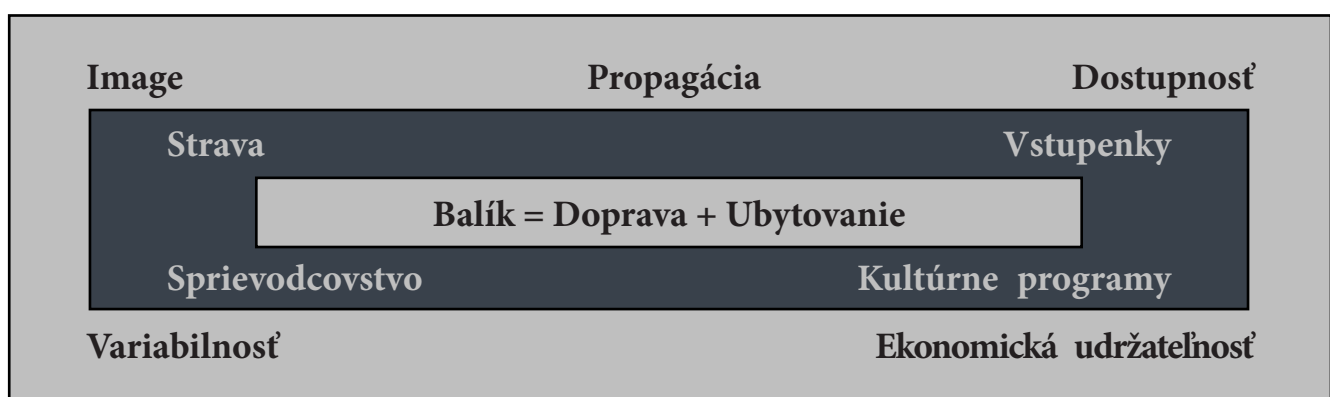 Image Propagácia Dostupnosť
Strava Vstupenky
Balík = Doprava + Ubytovanie
Sprievodcovstvo Kultúrne programy
Variabilnosť Ekonomická udržateľnosť